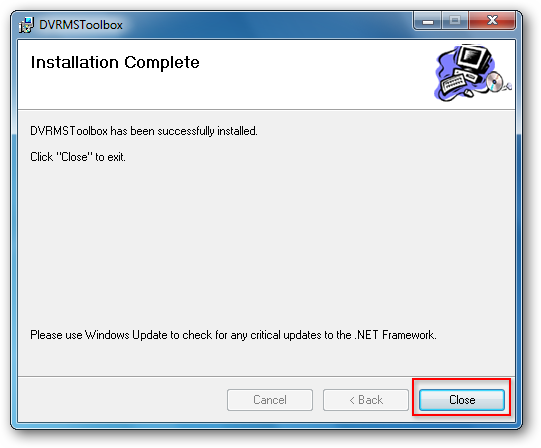 DVRMSToolbox
Installation Complete
DVRMSToolbox has been successfully installed.
Click "Close" to exit.
Please use Windows Update to check for any critical updates to the .NET Framework.
Cancel
< Back
Close